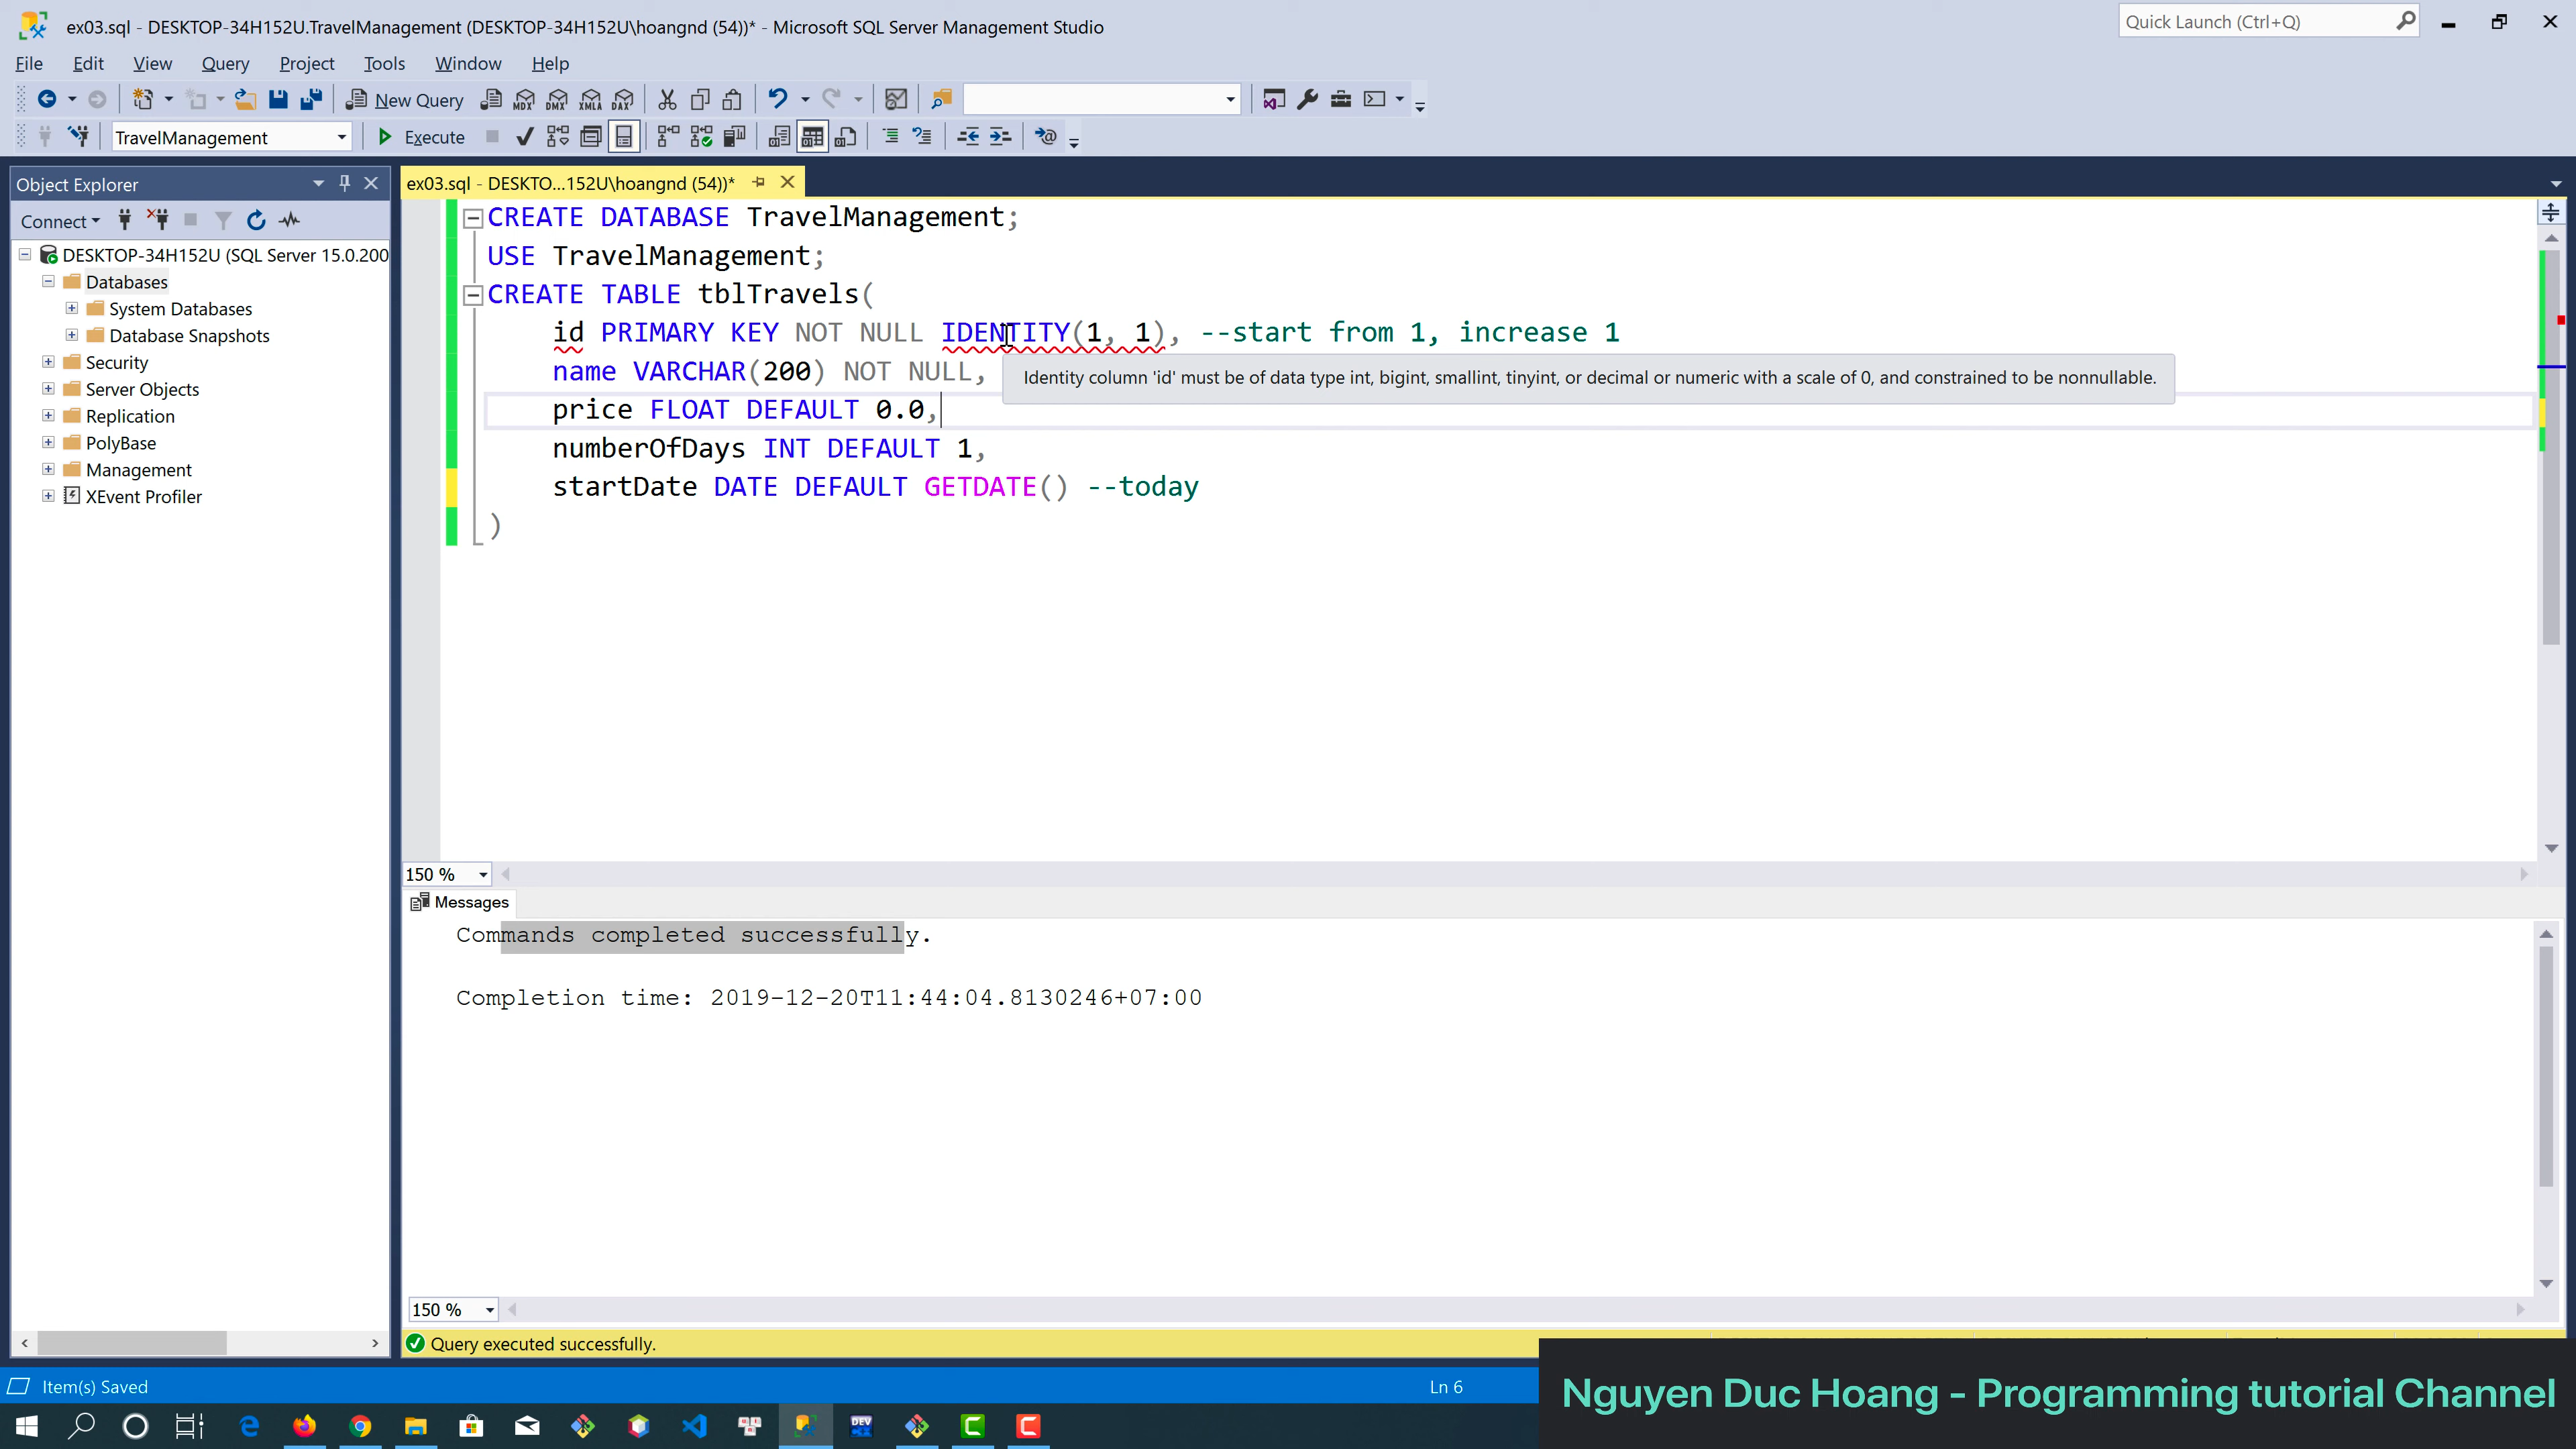 ex03.sql - DESKTOP-34H152U.TravelManagement (DESKTOP-34H152U\hoangnd (54))* - Microsoft SQL Server Management Studio
Quick Launch (Ctrl+Q)
File Edit View Query Project Tools Window Help
New Query
MDX DMX XMLA DAX
TravelManagement
Execute
Object Explorer
ex03.sql - DESKTO...152U\hoangnd (54))*
Connect
DESKTOP-34H152U (SQL Server 15.0.200
Databases
System Databases
Database Snapshots
Security
Server Objects
Replication
PolyBase
Management
XEvent Profiler
CREATE DATABASE TravelManagement;
USE TravelManagement;
CREATE TABLE tblTravels(
id PRIMARY KEY NOT NULL IDENTITY(1, 1), --start from 1, increase 1
name VARCHAR(200) NOT NULL,
Identity column 'id' must be of data type int, bigint, smallint, tinyint, or decimal or numeric with a scale of 0, and constrained to be nonnullable.
price FLOAT DEFAULT 0.0,
numberOfDays INT DEFAULT 1,
startDate DATE DEFAULT GETDATE() --today
)
150 %
Messages
Commands completed successfully.
Completion time: 2019-12-20T11:44:04.8130246+07:00
150 %
Query executed successfully.
Item(s) Saved
Ln 6
Nguyen Duc Hoang - Programming tutorial Channel
DEV